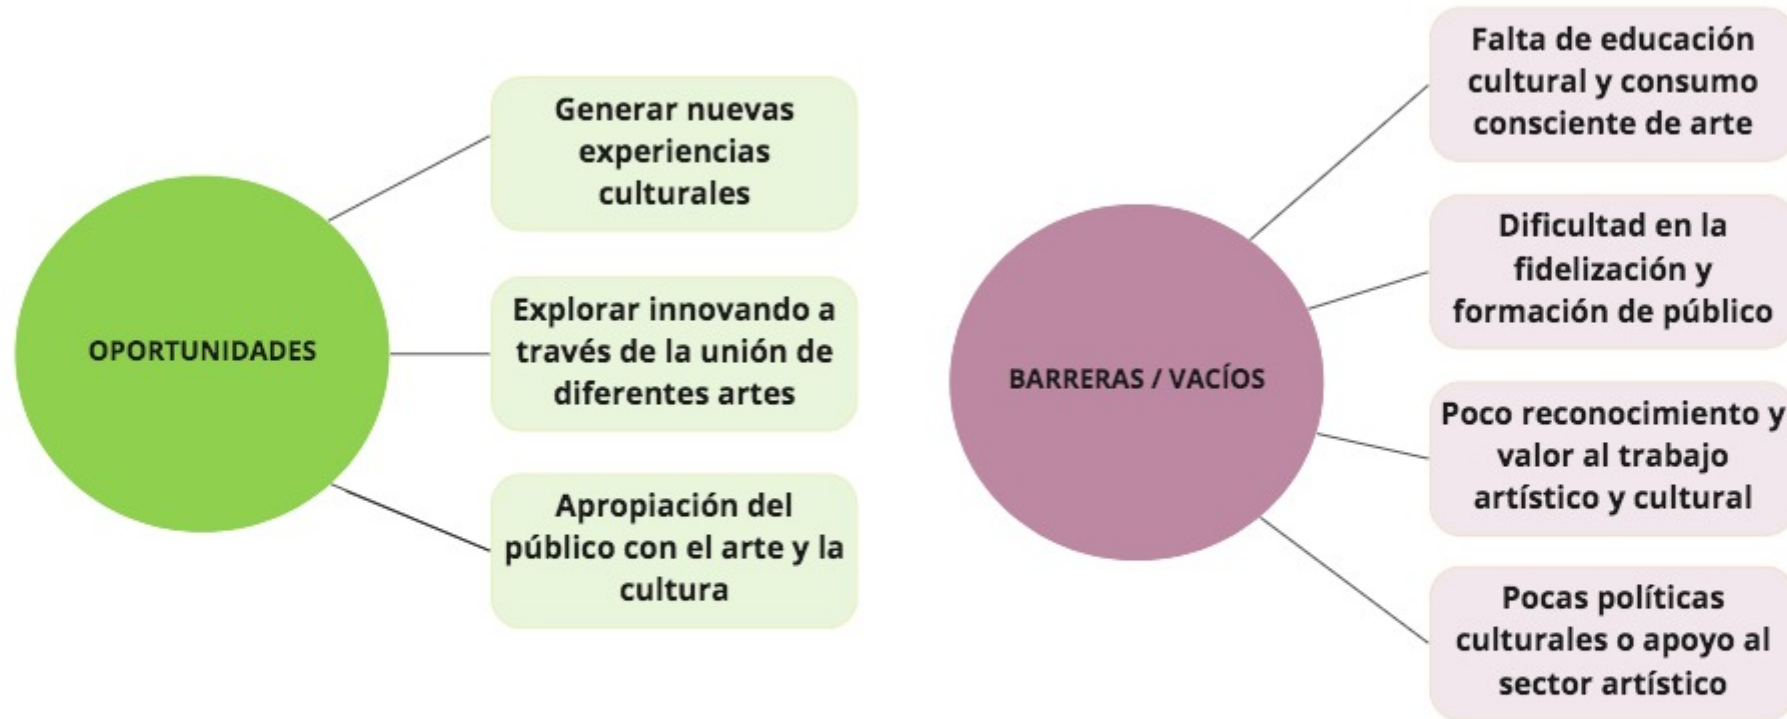 OPORTUNIDADES
Generar nuevas
experiencias
culturales
Explorar innovando a
través de la unión de
diferentes artes
Apropiación del
público con el arte y la
cultura
BARRERAS / VACÍOS
Falta de educación
cultural y consumo
consciente de arte
Dificultad en la
fidelización y
formación de público
Poco reconocimiento y
valor al trabajo
artístico y cultural
Pocas políticas
culturales o apoyo al
sector artístico